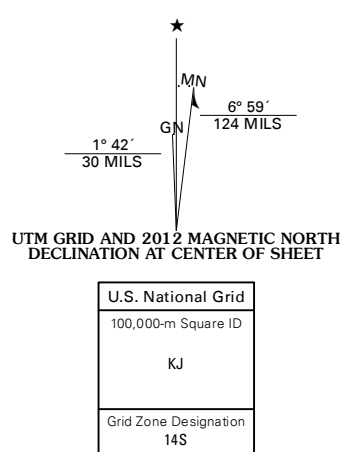 ★
MN
GN
6° 59´
124 MILS
1° 42´
30 MILS
UTM GRID AND 2012 MAGNETIC NORTH
DECLINATION AT CENTER OF SHEET
U.S. National Grid
100,000-m Square ID
KJ
Grid Zone Designation
14S